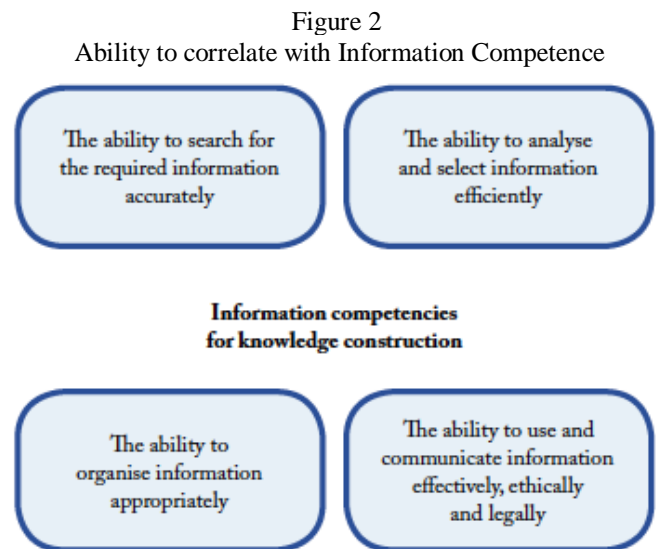 Figure 2
Ability to correlate with Information Competence
The ability to search for
the required information
accurately
The ability to analyse
and select information
efficiently
Information competencies
for knowledge construction
The ability to
organise information
appropriately
The ability to use and
communicate information
effectively, ethically
and legally